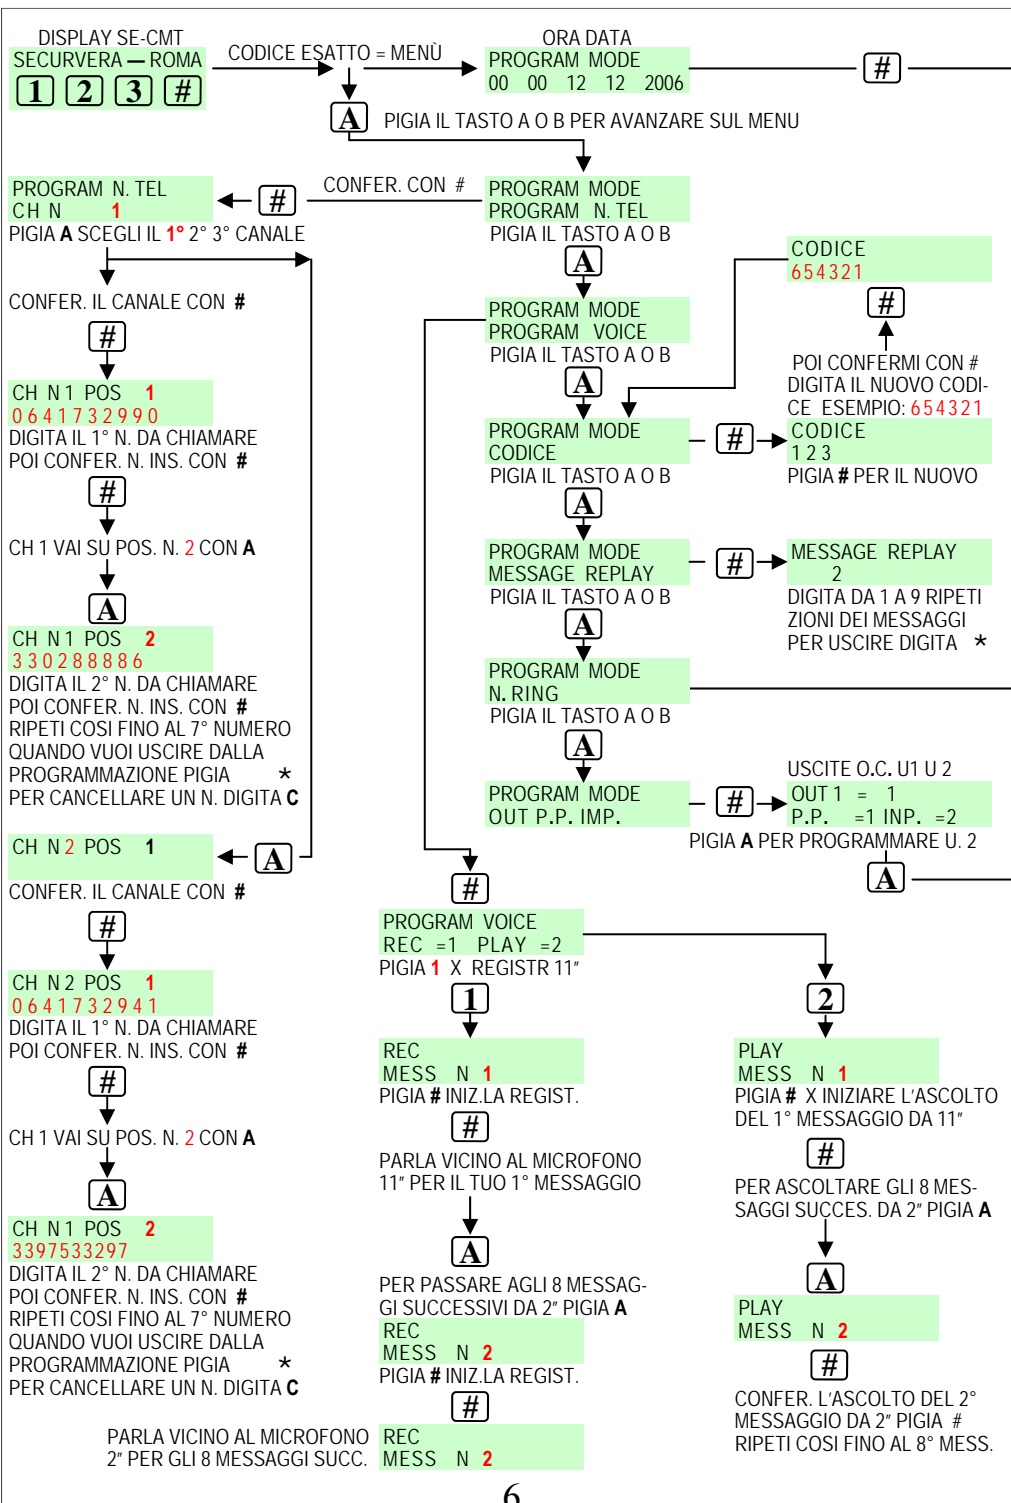 DISPLAY SE-CMT
SECURVERA — ROMA
1 2 3 #
CODICE ESATTO = MENÙ
ORA DATA
PROGRAM MODE
00 00 12 12 2006
#
A
PIGIA IL TASTO A O B PER AVANZARE SUL MENU
PROGRAM N. TEL
CH N 1
PIGIA A SCEGLI IL 1° 2° 3° CANALE
#
CONFER. CON #
PROGRAM MODE
PROGRAM N. TEL
PIGIA IL TASTO A O B
A
CONFER. IL CANALE CON #
#
CH N 1 POS 1
0641732990
DIGITA IL 1° N. DA CHIAMARE
POI CONFER. N. INS. CON #
#
CH 1 VAI SU POS. N. 2 CON A
A
CH N 1 POS 2
330288886
DIGITA IL 2° N. DA CHIAMARE
POI CONFER. N. INS. CON #
RIPETI COSI FINO AL 7° NUMERO
QUANDO VUOI USCIRE DALLA
PROGRAMMAZIONE PIGIA *
PER CANCELLARE UN N. DIGITA C
CH N 2 POS 1
A
CONFER. IL CANALE CON #
#
CH N 2 POS 1
0641732941
DIGITA IL 1° N. DA CHIAMARE
POI CONFER. N. INS. CON #
#
CH 1 VAI SU POS. N. 2 CON A
A
CH N 1 POS 2
3397533297
DIGITA IL 2° N. DA CHIAMARE
POI CONFER. N. INS. CON #
RIPETI COSI FINO AL 7° NUMERO
QUANDO VUOI USCIRE DALLA
PROGRAMMAZIONE PIGIA *
PER CANCELLARE UN N. DIGITA C
PROGRAM MODE
PROGRAM VOICE
PIGIA IL TASTO A O B
A
PROGRAM MODE
CODICE
PIGIA IL TASTO A O B
A
PROGRAM MODE
MESSAGE REPLAY
PIGIA IL TASTO A O B
A
PROGRAM MODE
N. RING
PIGIA IL TASTO A O B
A
PROGRAM MODE
OUT P.P. IMP.
CODICE
654321
#
POI CONFERMI CON #
DIGITA IL NUOVO CODI-
CE ESEMPIO: 654321
#
CODICE
123
PIGIA # PER IL NUOVO
#
MESSAGE REPLAY
2
DIGITA DA 1 A 9 RIPETI
ZIONI DEI MESSAGGI
PER USCIRE DIGITA *
USCITE O.C. U1 U 2
#
OUT 1 = 1
P.P. =1 INP. =2
PIGIA A PER PROGRAMMARE U. 2
A
#
PROGRAM VOICE
REC =1 PLAY =2
PIGIA 1 X REGISTR 11″
1
REC
MESS N 1
PIGIA # INIZ.LA REGIST.
#
PARLA VICINO AL MICROFONO
11″ PER IL TUO 1° MESSAGGIO
A
PER PASSARE AGLI 8 MESSAG-
GI SUCCESSIVI DA 2″ PIGIA A
REC
MESS N 2
PIGIA # INIZ.LA REGIST.
#
PARLA VICINO AL MICROFONO
2″ PER GLI 8 MESSAGGI SUCC.
REC
MESS N 2
2
PLAY
MESS N 1
PIGIA # X INIZIARE L'ASCOLTO
DEL 1° MESSAGGIO DA 11″
#
PER ASCOLTARE GLI 8 MES-
SAGGI SUCCES. DA 2″ PIGIA A
A
PLAY
MESS N 2
#
CONFER. L'ASCOLTO DEL 2°
MESSAGGIO DA 2″ PIGIA #
RIPETI COSI FINO AL 8° MESS.
6